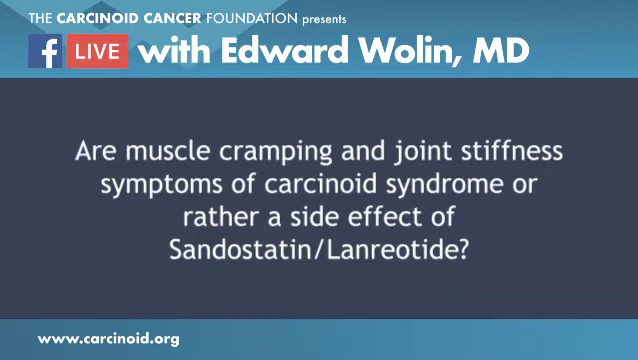 THE CARCINOID CANCER FOUNDATION presents
f LIVE with Edward Wolin, MD
Are muscle cramping and joint stiffness
symptoms of carcinoid syndrome or
rather a side effect of
Sandostatin/Lanreotide?
www.carcinoid.org